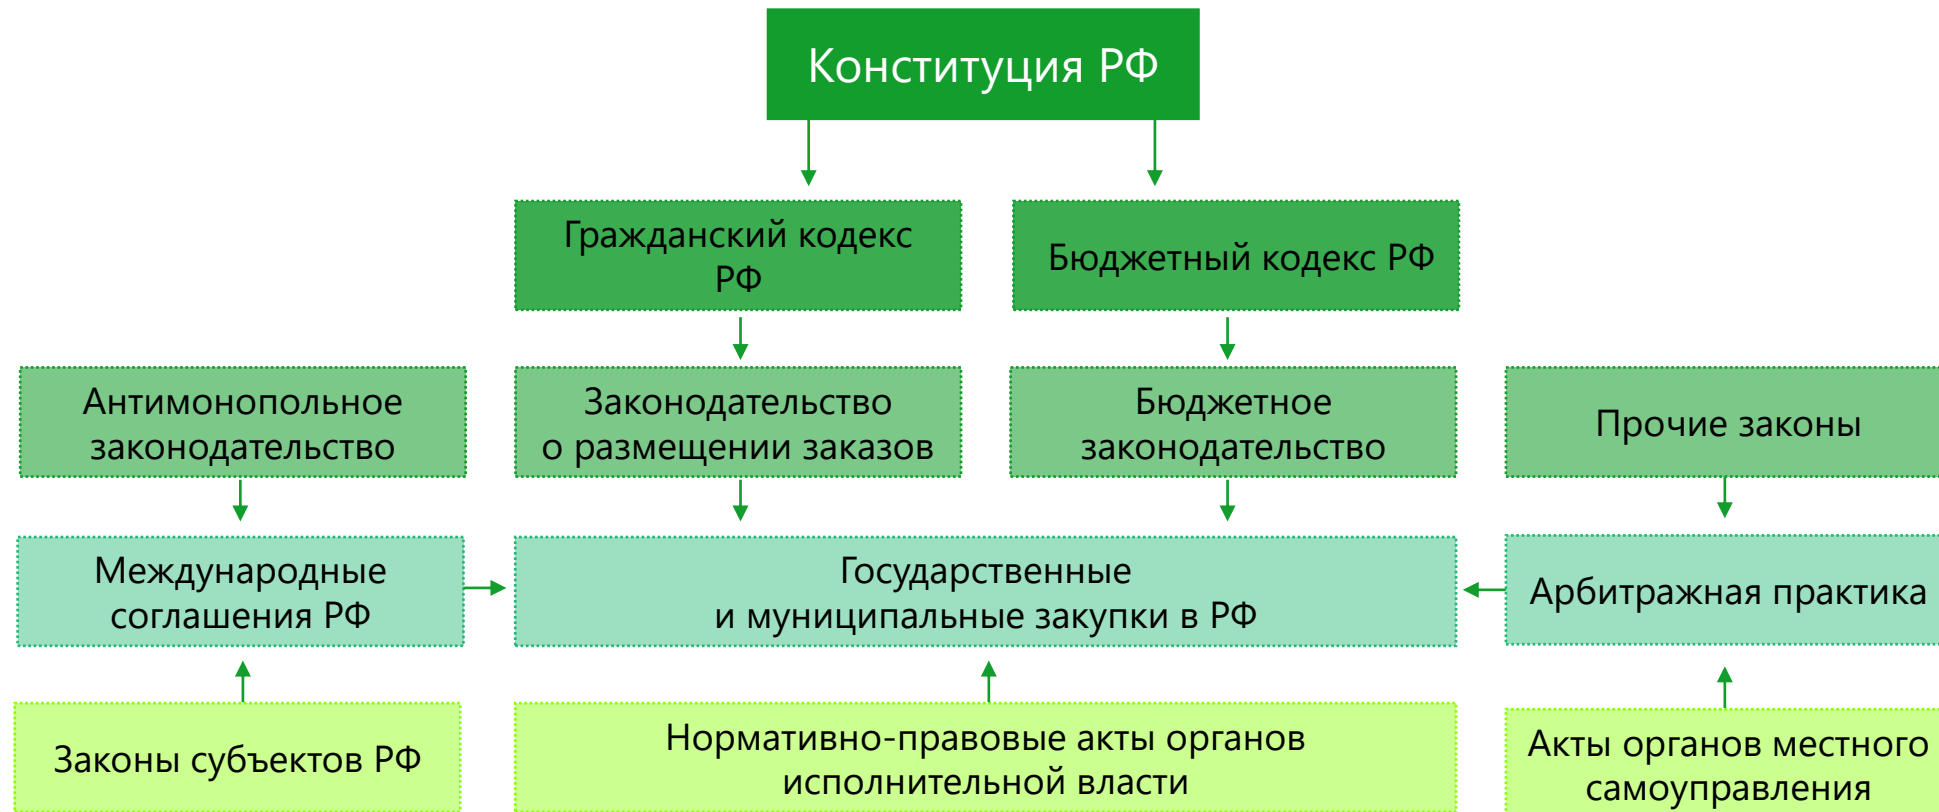 Конституция РФ
Гражданский кодекс
РФ
Бюджетный кодекс РФ
Антимонопольное
законодательство
Законодательство
о размещении заказов
Бюджетное
законодательство
Прочие законы
Международные
соглашения РФ
Государственные
и муниципальные закупки в РФ
Арбитражная практика
Законы субъектов РФ
Нормативно-правовые акты органов
исполнительной власти
Акты органов местного
самоуправления